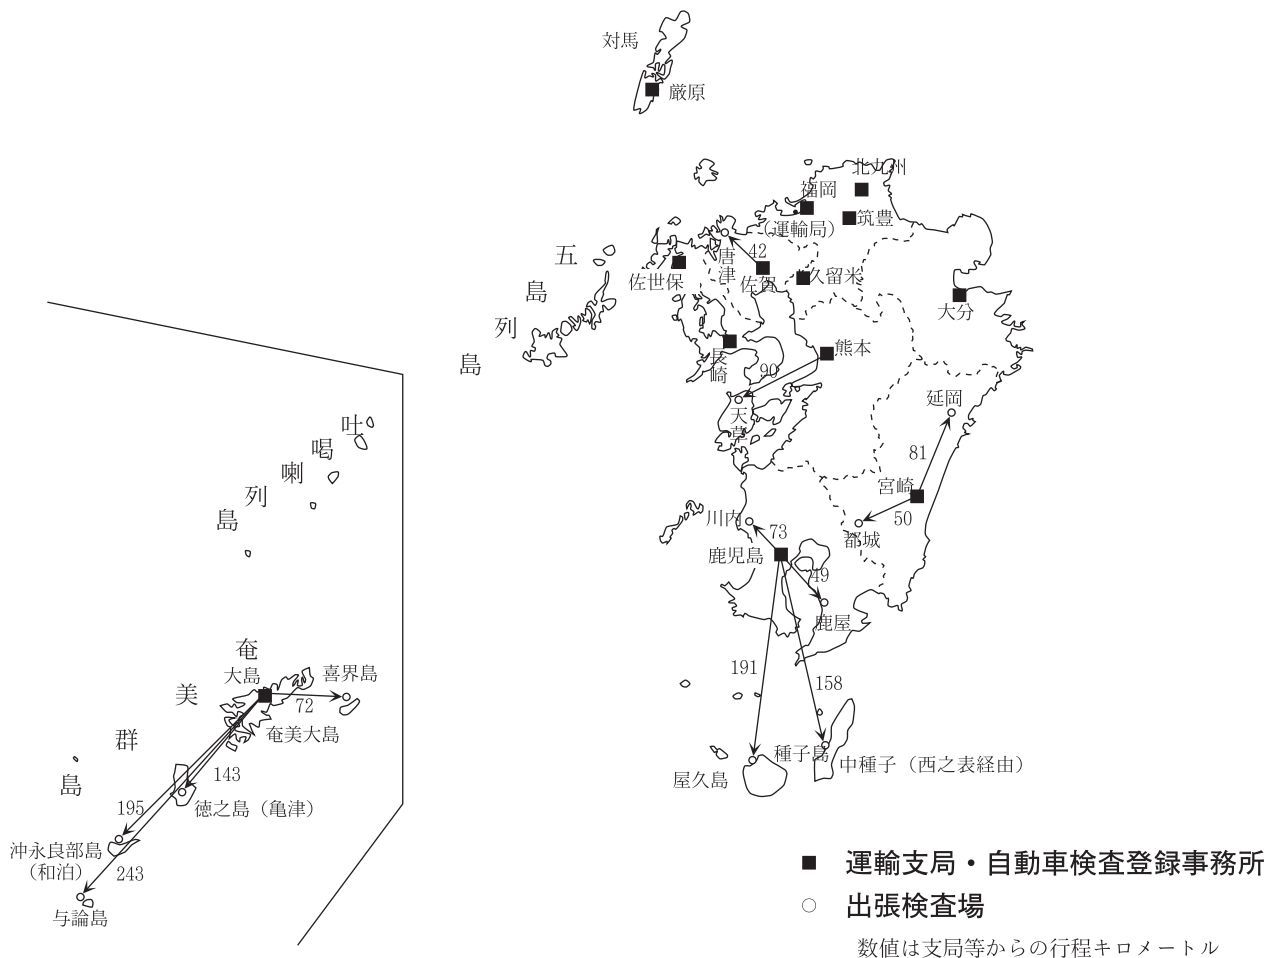 対馬
厳原
北九州
福岡
（運輸局）
筑豊
唐津
42
佐賀
久留米
佐世保
五島列島
大分
長崎
熊本
90
天草
延岡
81
宮崎
50
都城
川内
73
鹿児島
49
鹿屋
191
158
種子島
中種子（西之表経由）
屋久島
吐喝喇列島
奄美群島
大島
喜界島
72
奄美大島
143
195
徳之島（亀津）
沖永良部島
（和泊）
243
与論島
■ 運輸支局・自動車検査登録事務所
○ 出張検査場
数値は支局等からの行程キロメートル